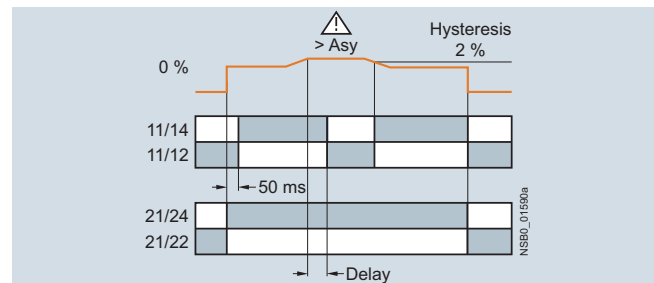 Hysteresis
> Asy
2 %
0 %
11/14
11/12
50 ms
21/24
21/22
Delay
NSB0_01590a